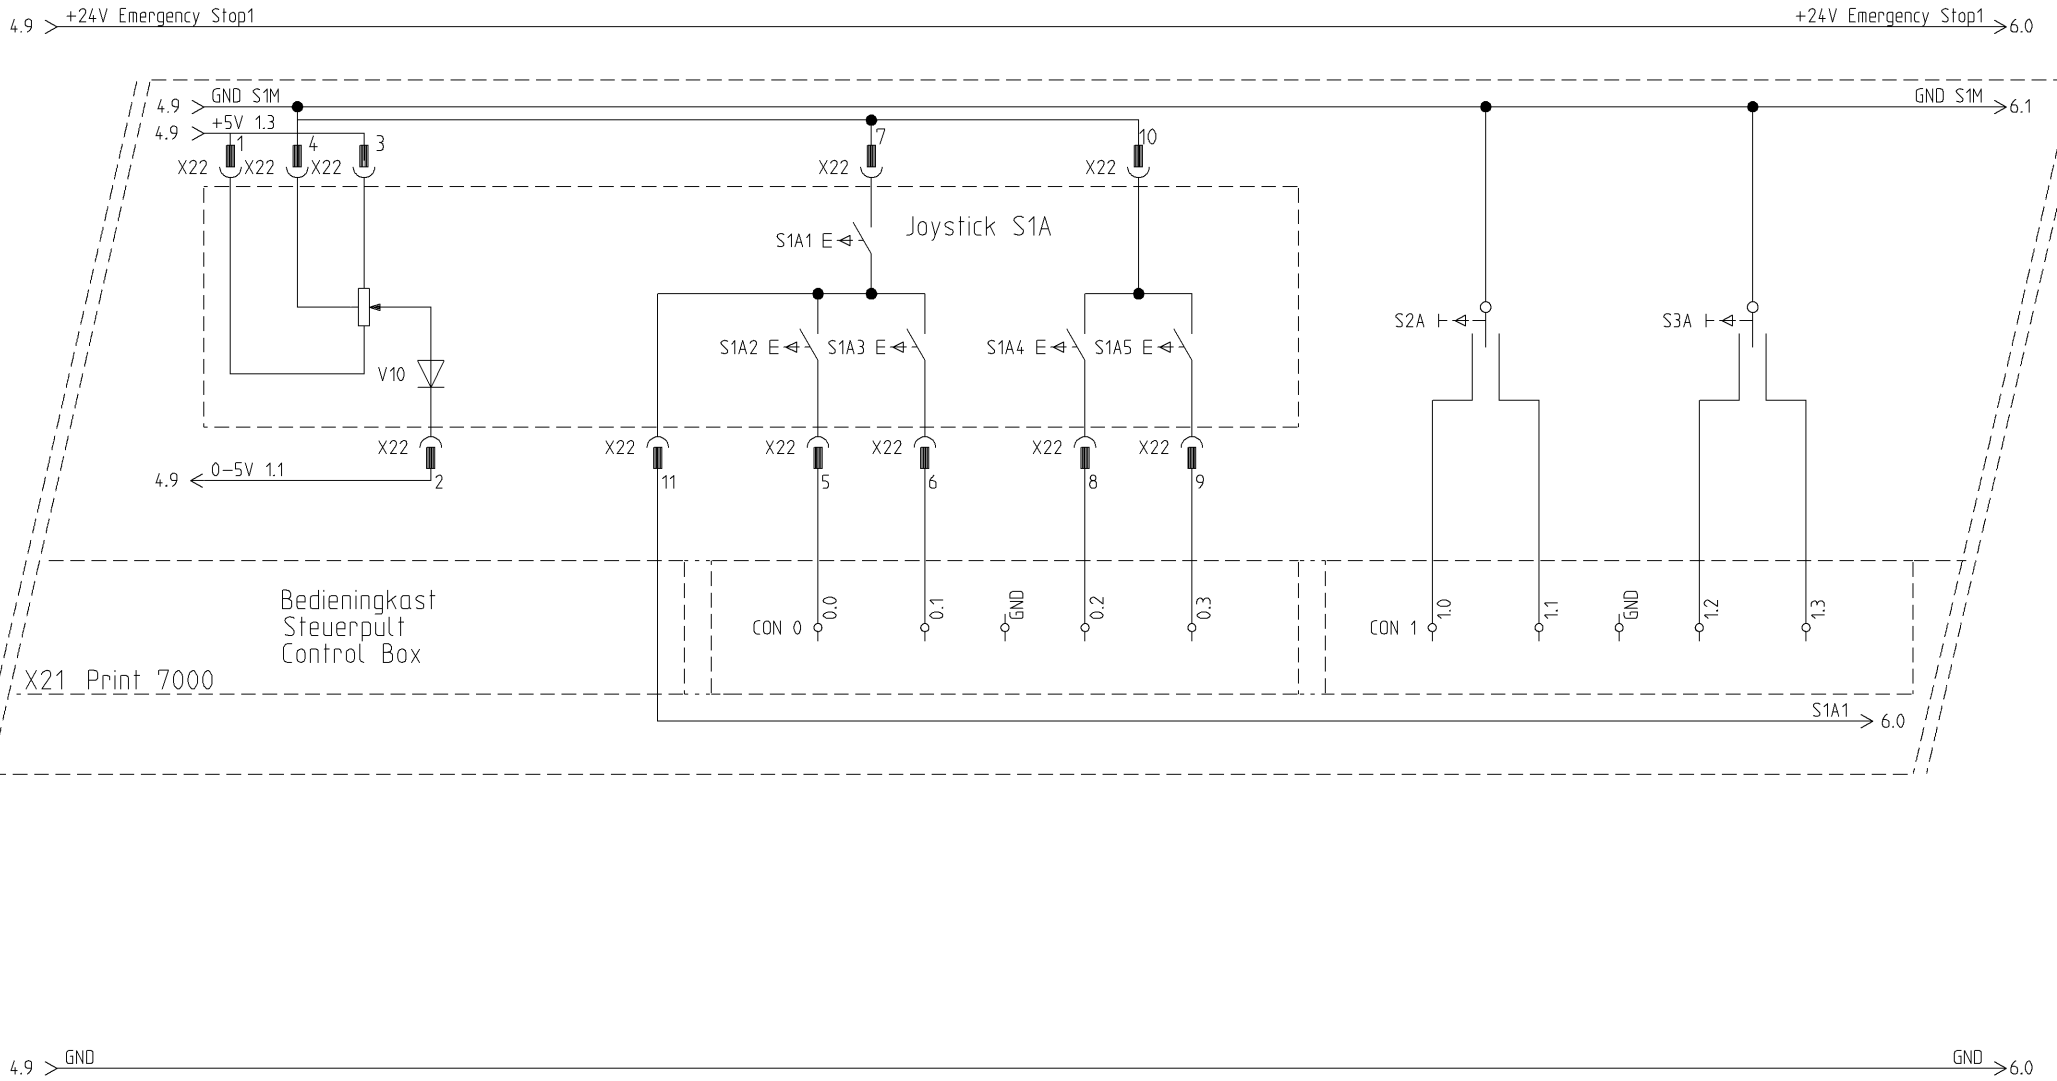 +24V Emergency Stop1
+24V Emergency Stop1
4.9
6.0
GND S1M
GND S1M
4.9
6.1
+5V 1.3
4.9
1
4
3
7
10
X22
X22
X22
X22
X22
Joystick S1A
S1A1
S2A
S3A
S1A2
S1A3
S1A4
S1A5
V10
X22
X22
X22
X22
X22
X22
0-5V 1.1
4.9
2
11
5
6
8
9
Bedieningkast
Steuerpult
Control Box
0.0
0.1
GND
0.2
0.3
1.0
1.1
GND
1.2
1.3
CON 0
CON 1
X21 Print 7000
S1A1
6.0
GND
GND
4.9
6.0